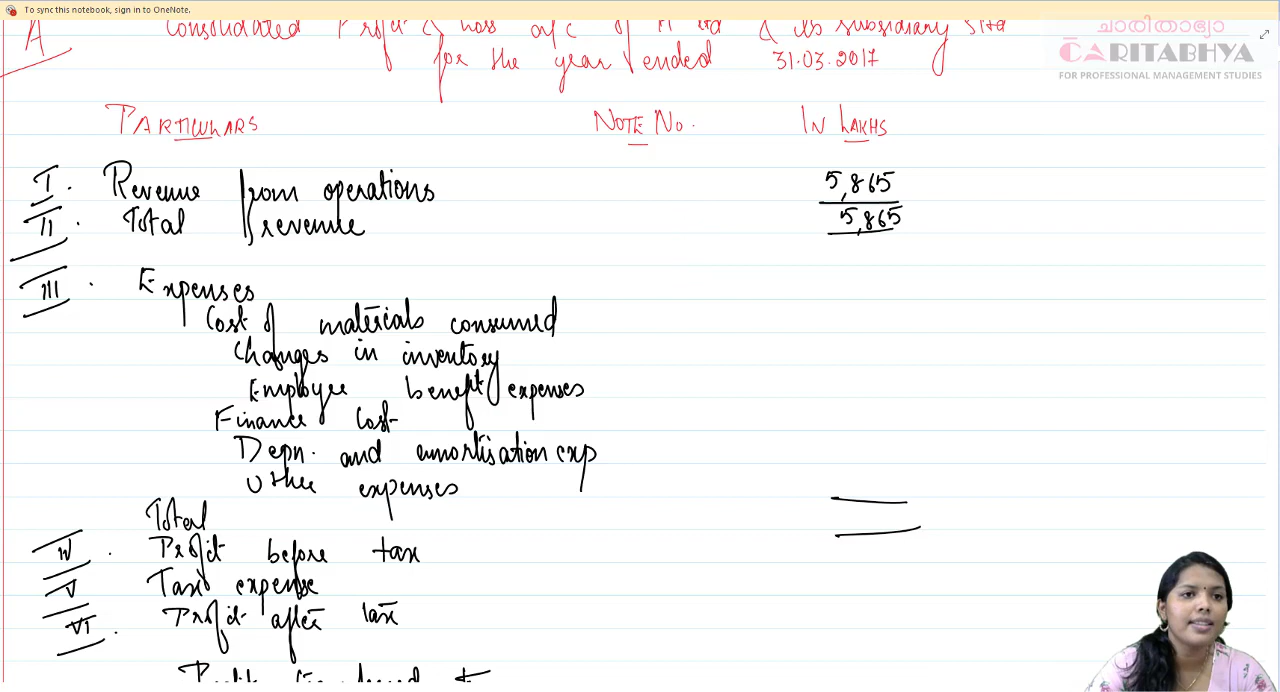 To sync this notebook, sign in to OneNote.
Consolidated Profit & Loss a/c of H Ltd & its subsidiary S Ltd
for the year ended 31.03.2017
A
ചാരിതാഭ്യോ
CARITABHYA
FOR PROFESSIONAL MANAGEMENT STUDIES
PARTICULARS NOTE No. IN LAKHS
I. Revenue from operations 5,865
II. Total revenue 5,865
III. Expenses
Cost of materials consumed
Changes in inventory
Employee benefit expenses
Finance cost
Depn. and amortisation exp
Other expenses
Total
IV. Profit before tax
V Tax expense
VI. Profit after tax